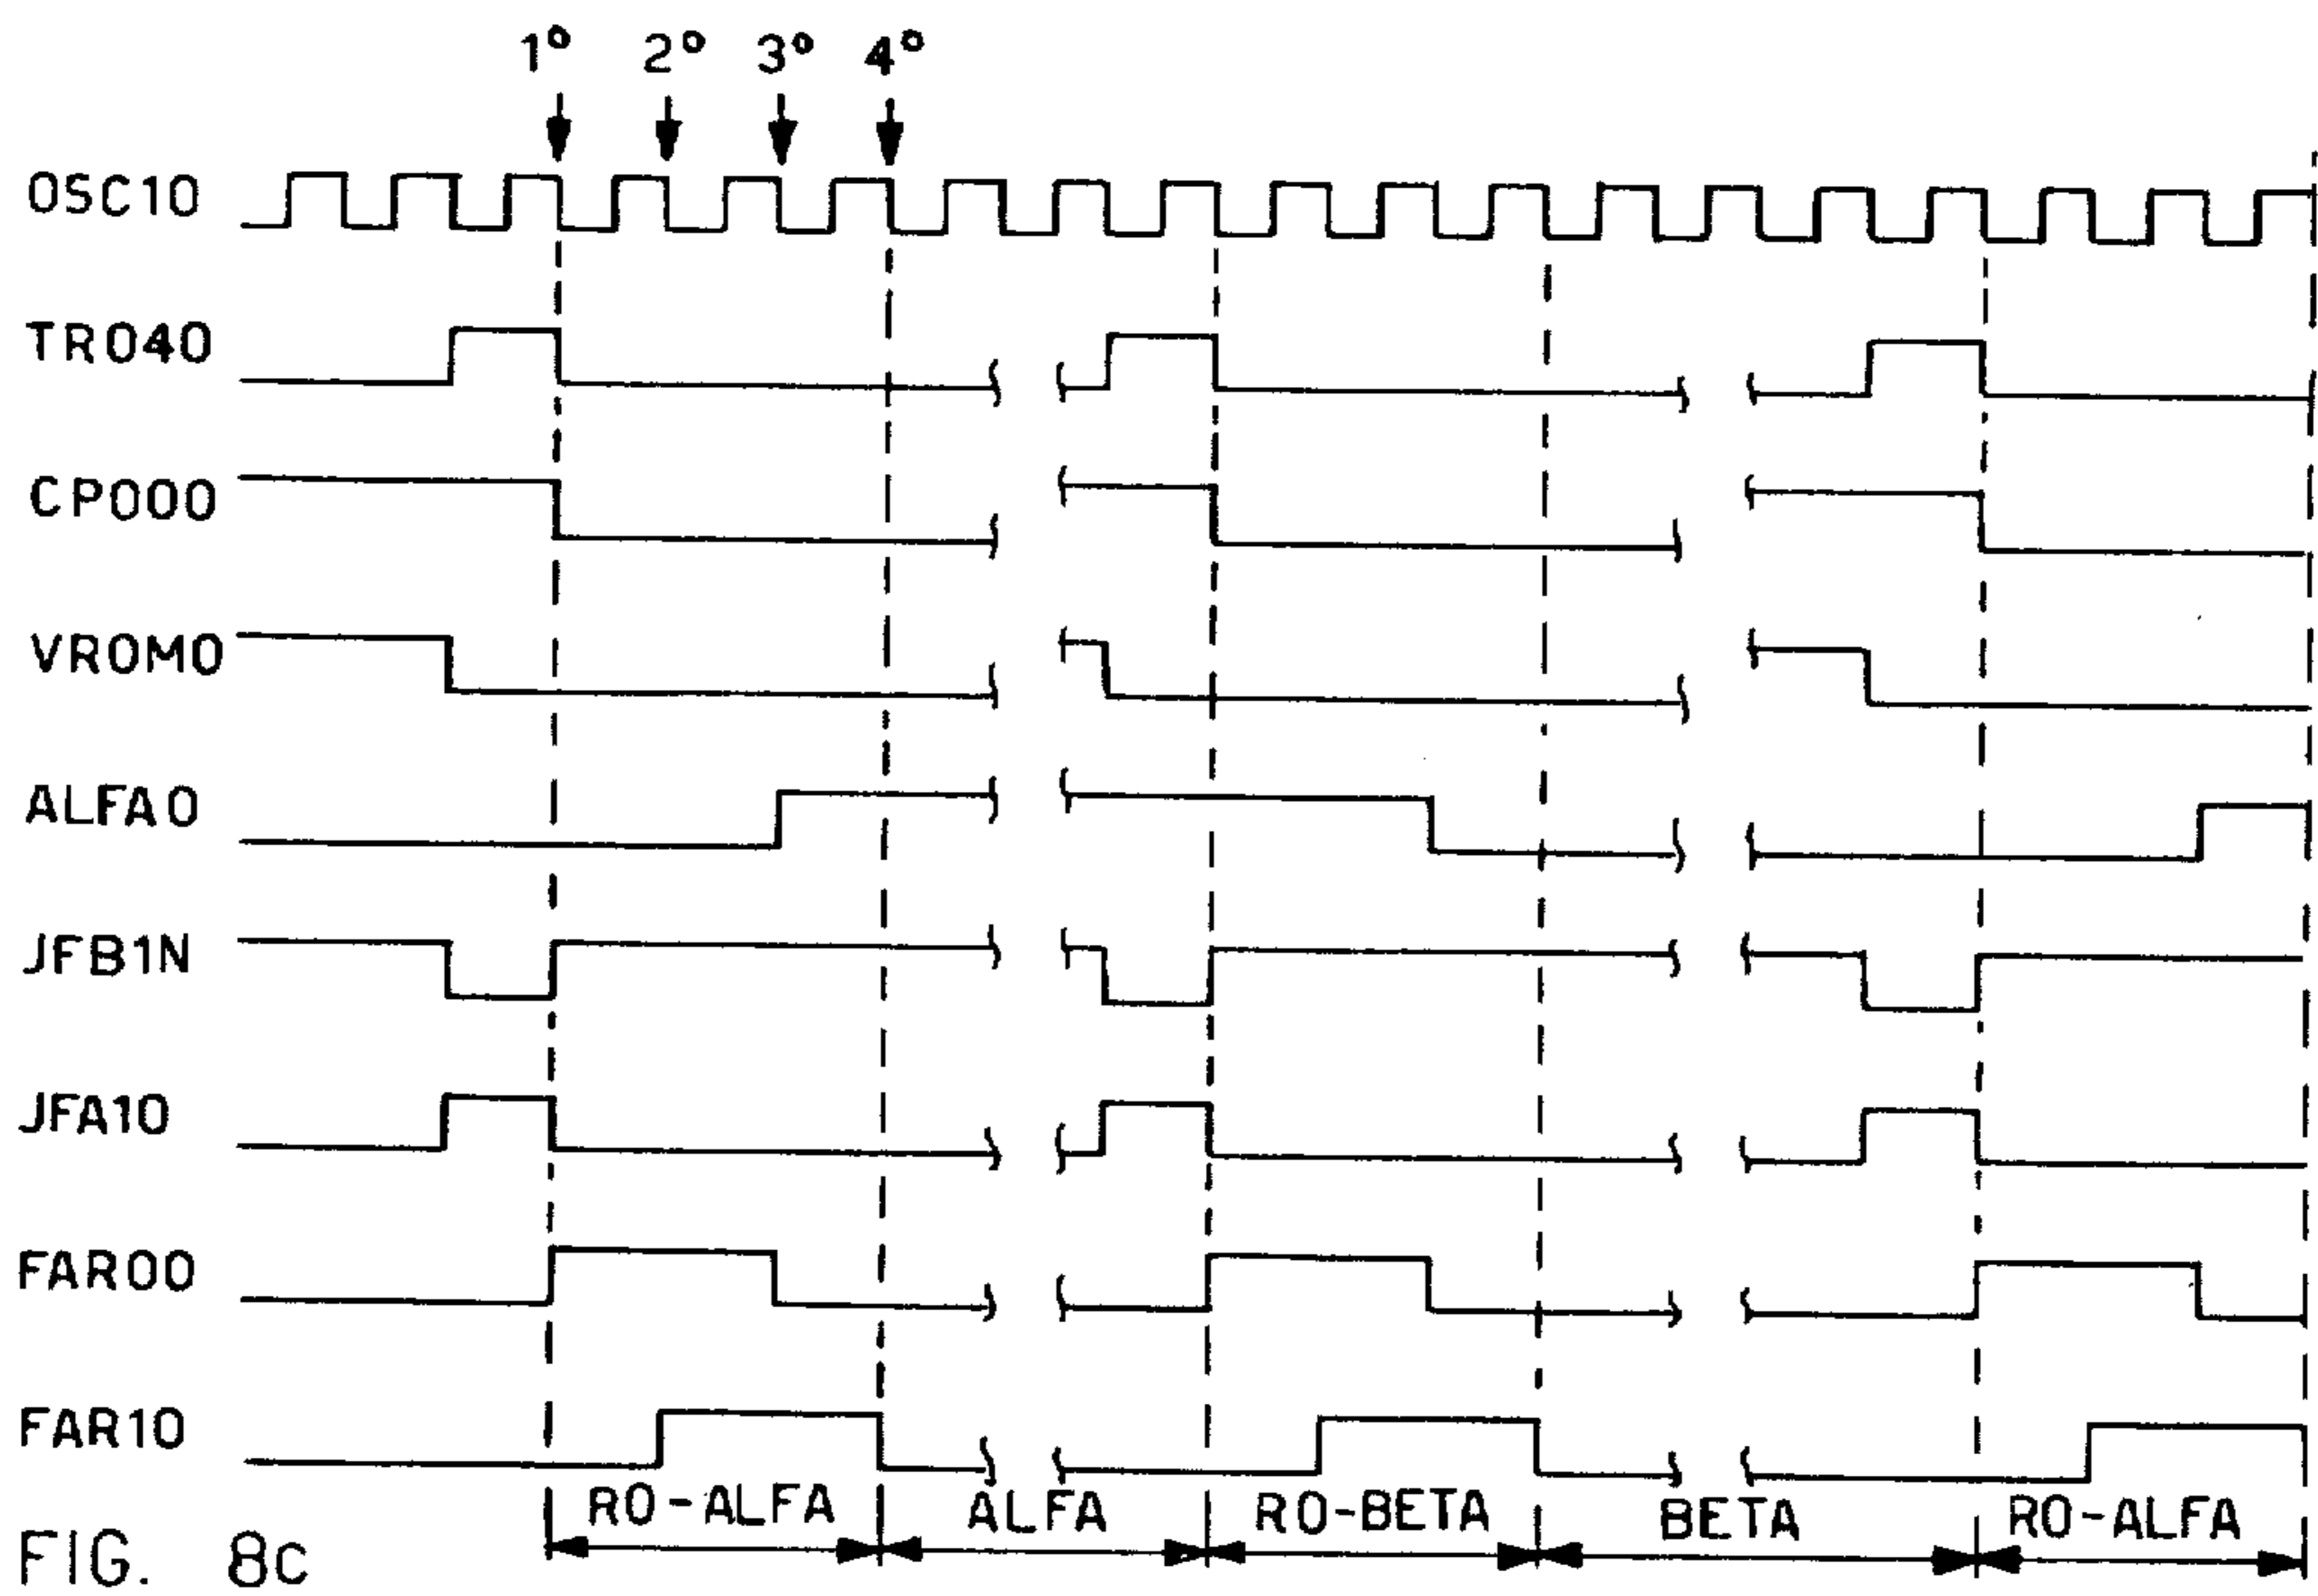 1° 2° 3° 4°
OSC10
TR040
CP000
VROM0
ALFA0
JFB1N
JFA10
FAR00
FAR10
RO-ALFA ALFA RO-BETA BETA RO-ALFA
FIG. 8c